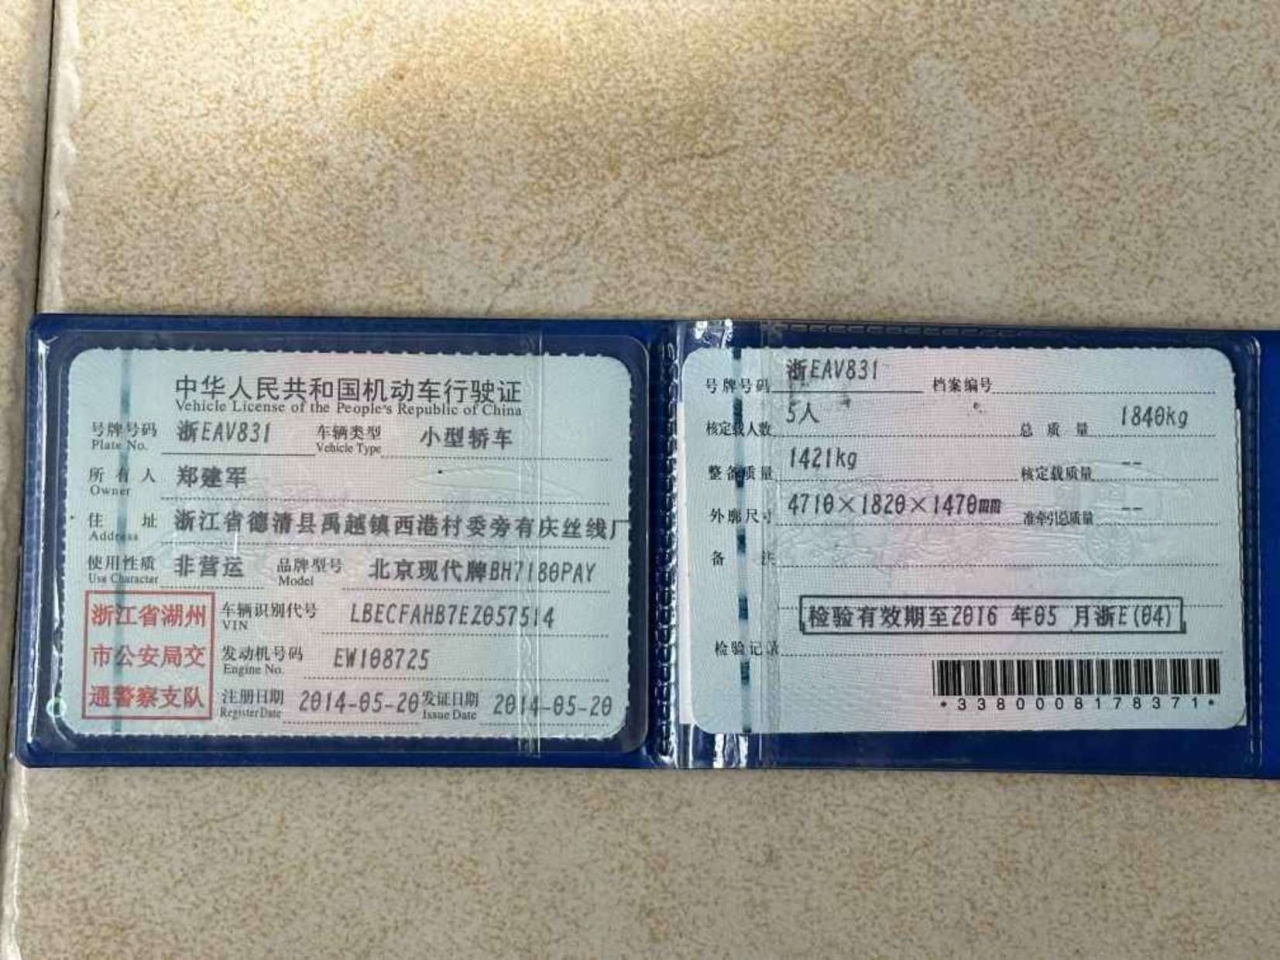 中华人民共和国机动车行驶证
Vehicle License of the People's Republic of China
号牌号码 浙EAV831 车辆类型 小型轿车
Plate No. Vehicle Type
所有人 郑建军
Owner
住址 浙江省德清县禹越镇西港村委旁有庆丝线厂
Address
使用性质 非营运 品牌型号 北京现代牌BH7180PAY
Use Character Model
浙江省湖州
市公安局交
通警察支队
车辆识别代号 LBECFAHB7EZ057514
VIN
发动机号码 EW108725
Engine No.
注册日期 2014-05-20 发证日期 2014-05-20
Register Date Issue Date
号牌号码 浙EAV831 档案编号
核定载人数 5人 总质量 1840kg
整备质量 1421kg 核定载质量 --
外廓尺寸 4710×1820×1470mm 准牵引总质量 --
备注
检验有效期至2016 年05 月浙E(04)
检验记录
*3380008178371*